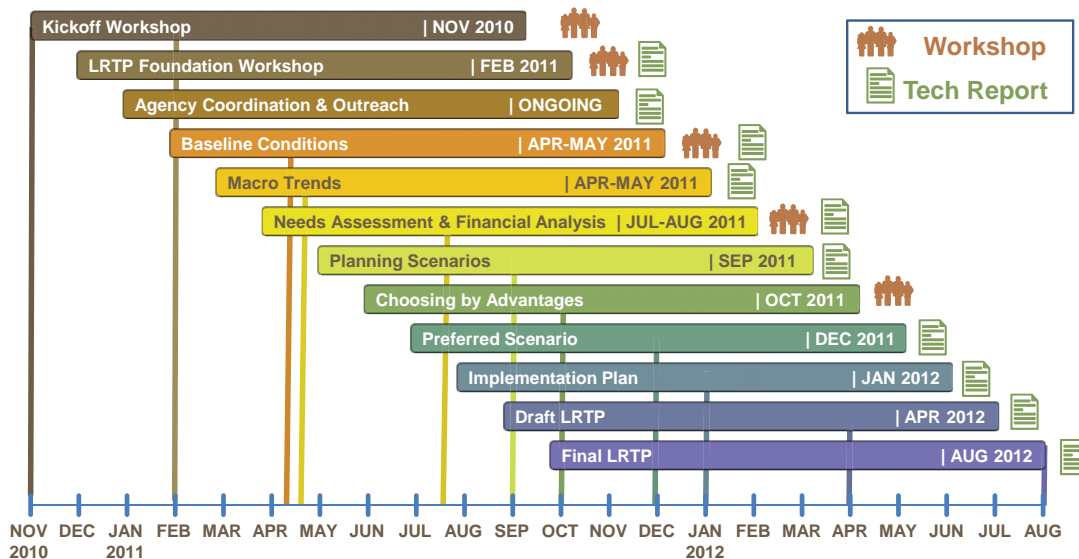 Kickoff Workshop | NOV 2010
LRTP Foundation Workshop | FEB 2011
Agency Coordination & Outreach | ONGOING
Baseline Conditions | APR-MAY 2011
Macro Trends | APR-MAY 2011
Needs Assessment & Financial Analysis | JUL-AUG 2011
Planning Scenarios | SEP 2011
Choosing by Advantages | OCT 2011
Preferred Scenario | DEC 2011
Implementation Plan | JAN 2012
Draft LRTP | APR 2012
Final LRTP | AUG 2012
Workshop
Tech Report
NOV DEC JAN FEB MAR APR MAY JUN JUL AUG SEP OCT NOV DEC JAN FEB MAR APR MAY JUN JUL AUG
2010 2011 2012